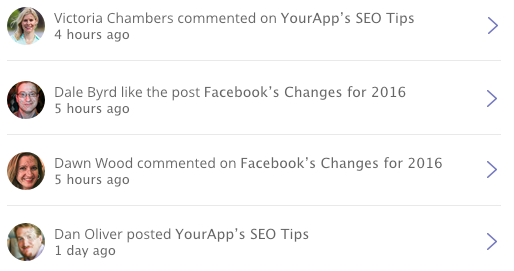 Victoria Chambers commented on YourApp's SEO Tips
4 hours ago
Dale Byrd like the post Facebook's Changes for 2016
5 hours ago
Dawn Wood commented on Facebook's Changes for 2016
5 hours ago
Dan Oliver posted YourApp's SEO Tips
1 day ago